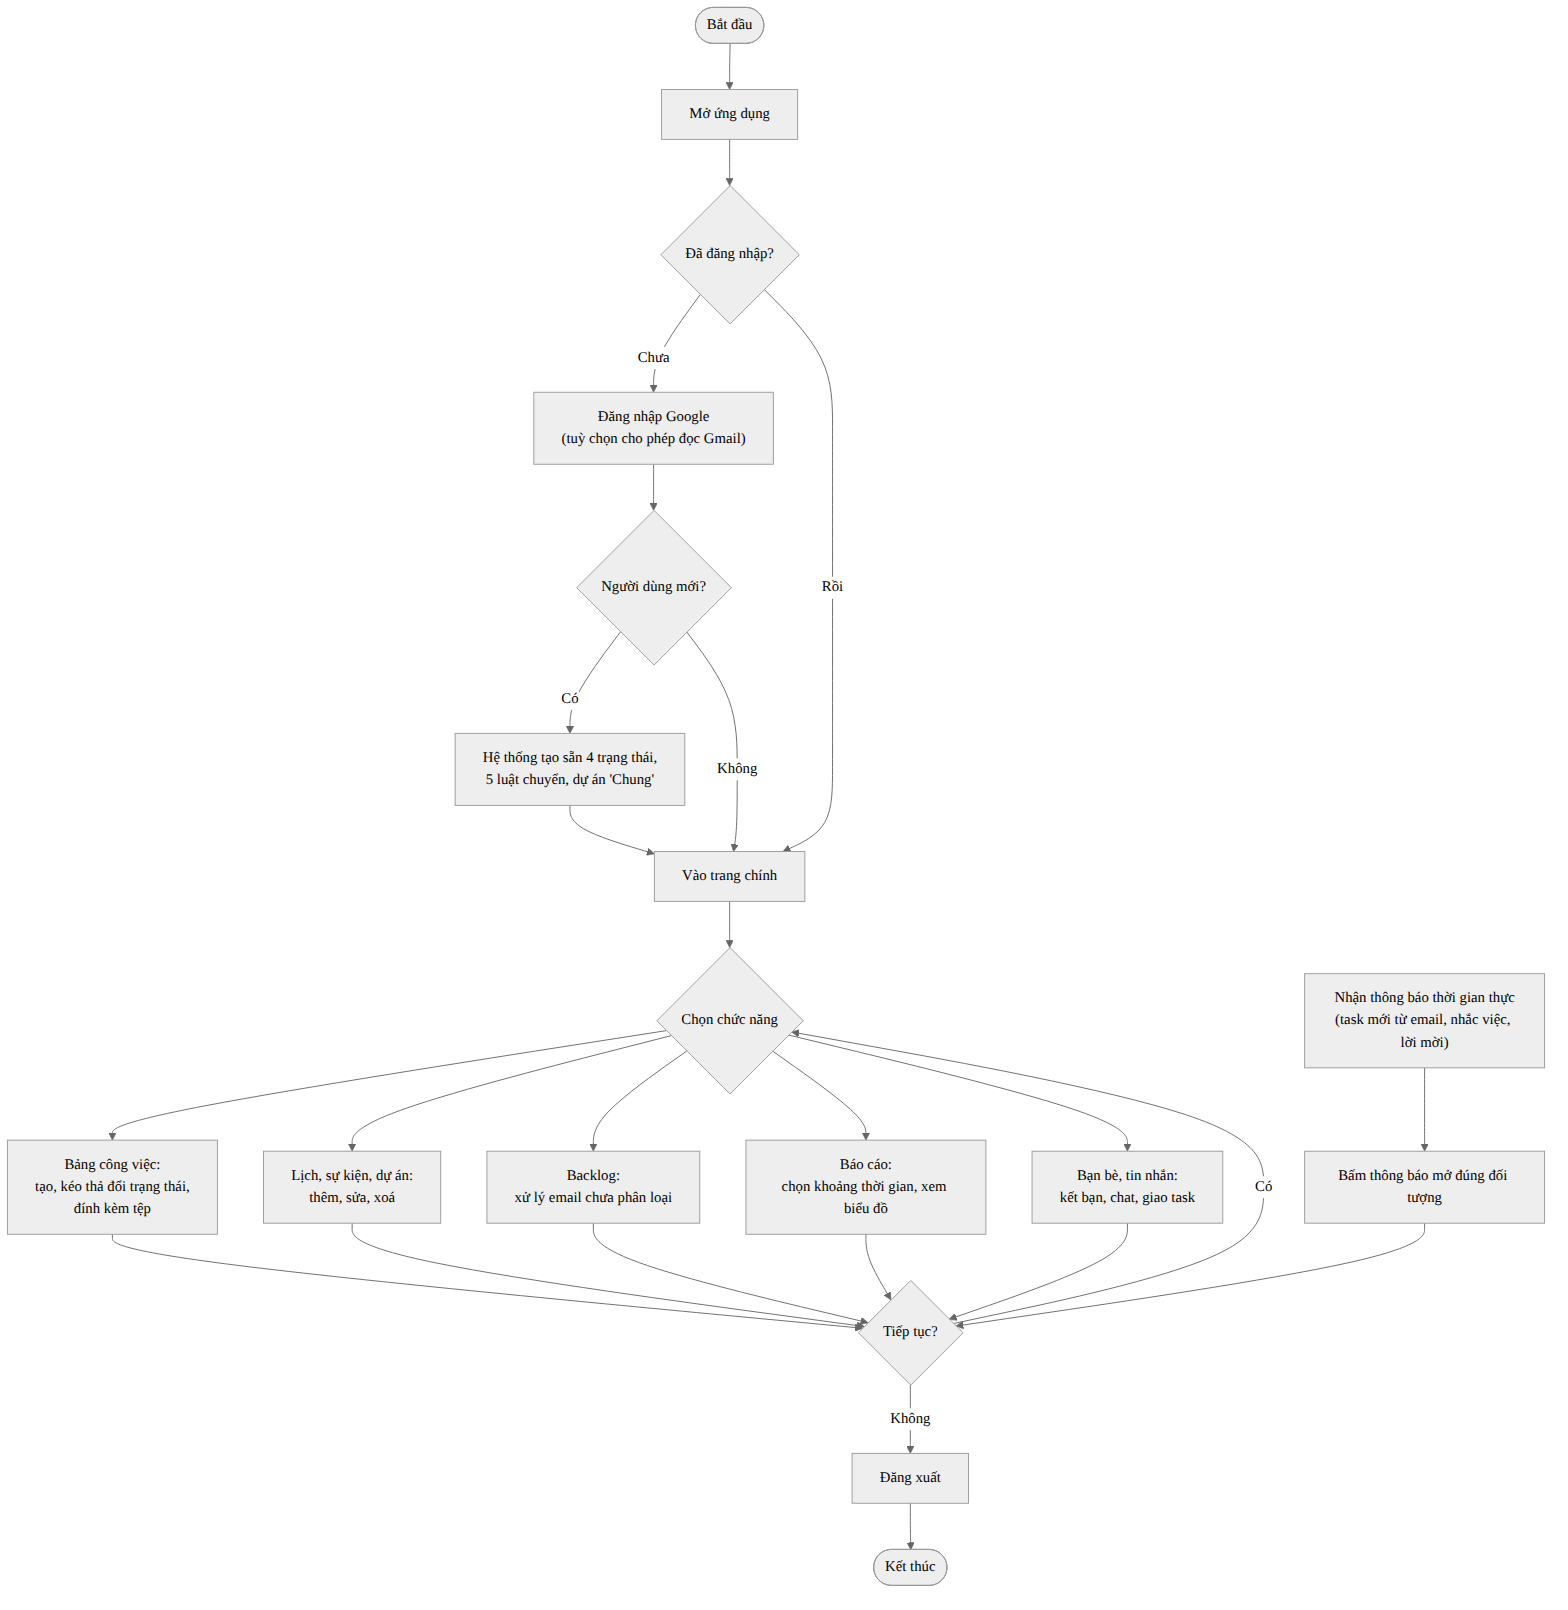 Bắt đầu
Mở ứng dụng
Đã đăng nhập?
Chưa
Đăng nhập Google
(tuỳ chọn cho phép đọc Gmail)
Người dùng mới?
Rồi
Có
Hệ thống tạo sẵn 4 trạng thái,
5 luật chuyển, dự án 'Chung'
Không
Vào trang chính
Chọn chức năng
Nhận thông báo thời gian thực
(task mới từ email, nhắc việc,
lời mời)
Bảng công việc:
tạo, kéo thả đổi trạng thái,
đính kèm tệp
Lịch, sự kiện, dự án:
thêm, sửa, xoá
Backlog:
xử lý email chưa phân loại
Báo cáo:
chọn khoảng thời gian, xem
biểu đồ
Bạn bè, tin nhắn:
kết bạn, chat, giao task
Có
Bấm thông báo mở đúng đối
tượng
Tiếp tục?
Không
Đăng xuất
Kết thúc